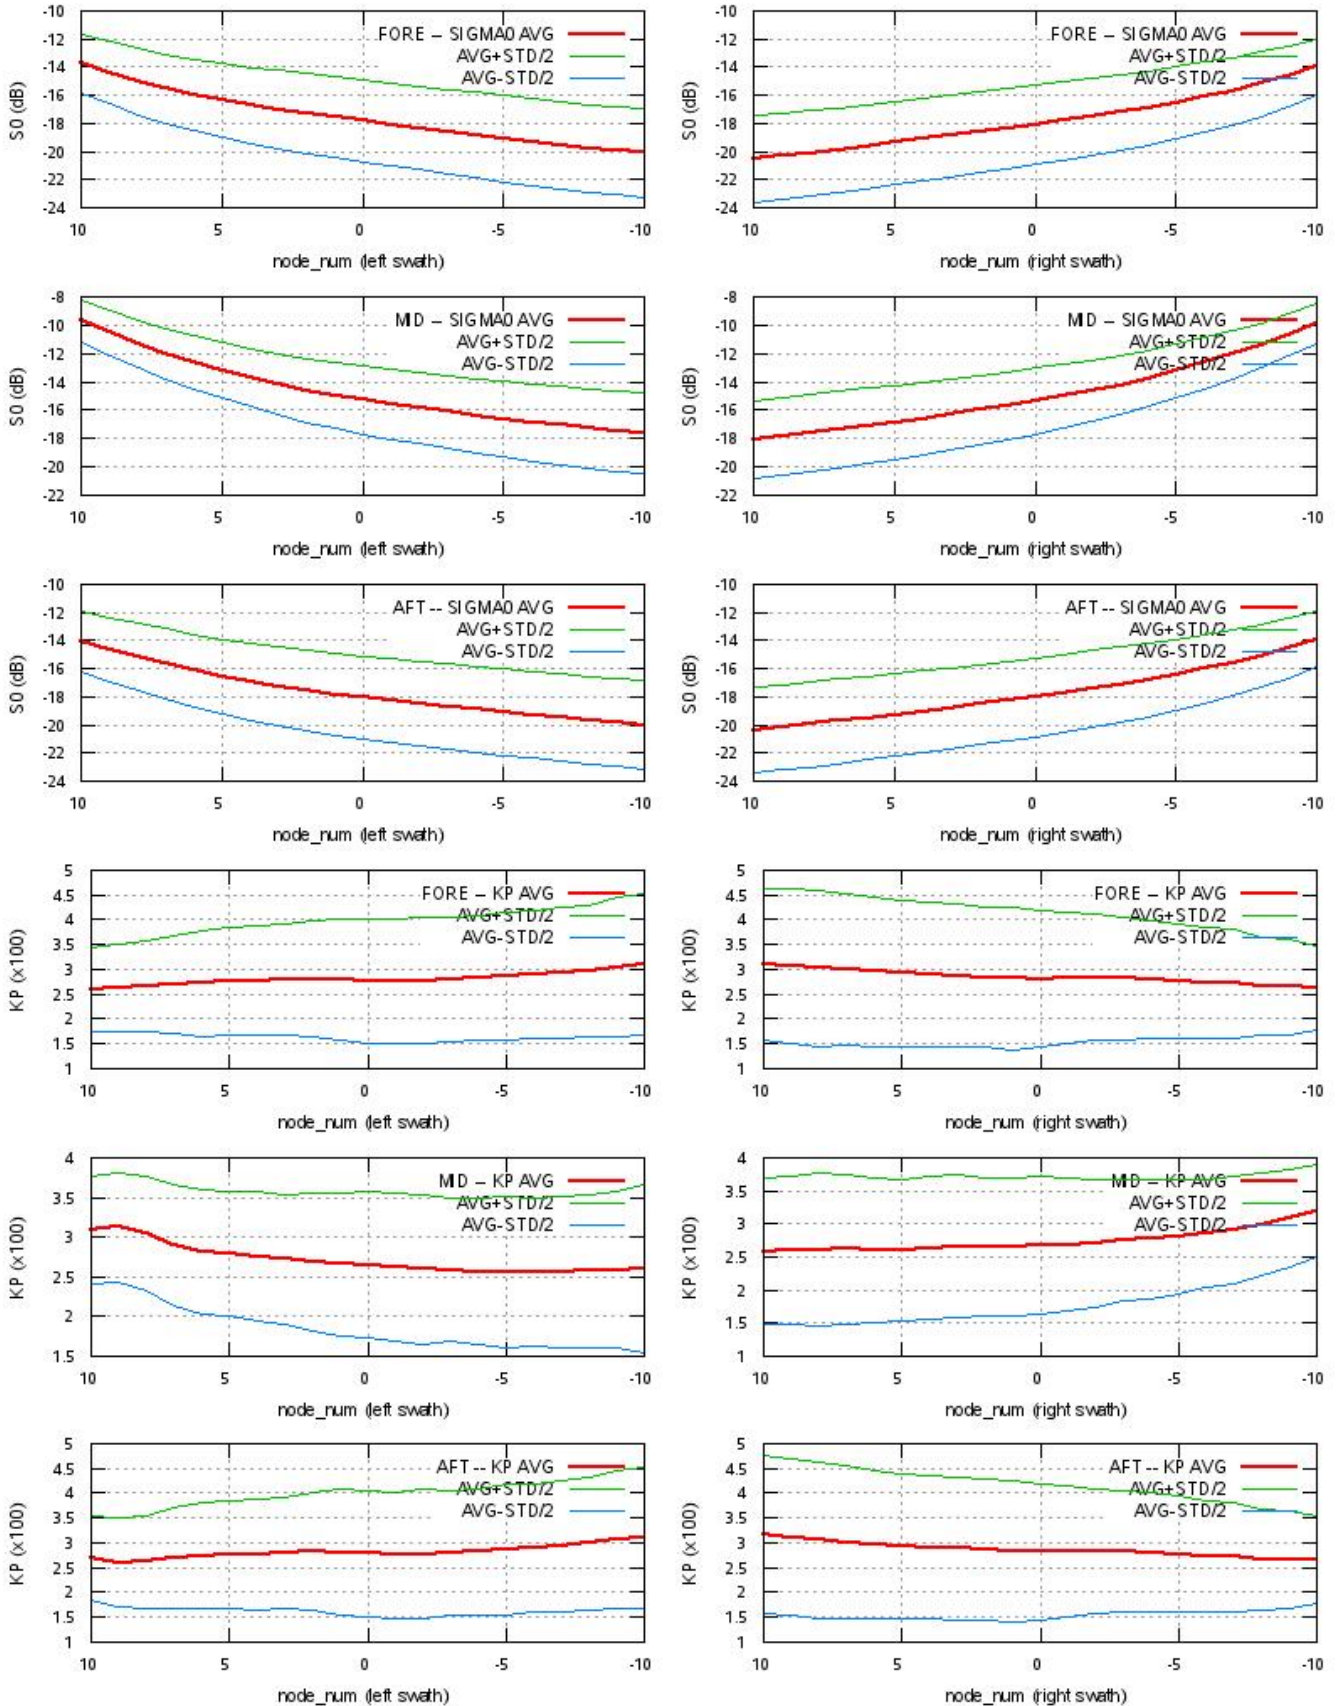 -10
-12
-14
-16
-18
-20
-22
-24
S0 (dB)
FORE -- SIGMA0 AVG
AVG+STD/2
AVG-STD/2
10 5 0 -5 -10
node_num (left swath)
-10
-12
-14
-16
-18
-20
-22
-24
S0 (dB)
FORE -- SIGMA0 AVG
AVG+STD/2
AVG-STD/2
10 5 0 -5 -10
node_num (right swath)
-8
-10
-12
-14
-16
-18
-20
-22
S0 (dB)
MID -- SIGMA0 AVG
AVG+STD/2
AVG-STD/2
10 5 0 -5 -10
node_num (left swath)
-8
-10
-12
-14
-16
-18
-20
-22
S0 (dB)
MID -- SIGMA0 AVG
AVG+STD/2
AVG-STD/2
10 5 0 -5 -10
node_num (right swath)
-10
-12
-14
-16
-18
-20
-22
-24
S0 (dB)
AFT -- SIGMA0 AVG
AVG+STD/2
AVG-STD/2
10 5 0 -5 -10
node_num (left swath)
-10
-12
-14
-16
-18
-20
-22
-24
S0 (dB)
AFT -- SIGMA0 AVG
AVG+STD/2
AVG-STD/2
10 5 0 -5 -10
node_num (right swath)
5
4.5
4
3.5
3
2.5
2
1.5
1
KP (x100)
FORE -- KP AVG
AVG+STD/2
AVG-STD/2
10 5 0 -5 -10
node_num (left swath)
5
4.5
4
3.5
3
2.5
2
1.5
1
KP (x100)
FORE -- KP AVG
AVG+STD/2
AVG-STD/2
10 5 0 -5 -10
node_num (right swath)
4
3.5
3
2.5
2
1.5
KP (x100)
MID -- KP AVG
AVG+STD/2
AVG-STD/2
10 5 0 -5 -10
node_num (left swath)
4
3.5
3
2.5
2
1.5
1
KP (x100)
MID -- KP AVG
AVG+STD/2
AVG-STD/2
10 5 0 -5 -10
node_num (right swath)
5
4.5
4
3.5
3
2.5
2
1.5
1
KP (x100)
AFT -- KP AVG
AVG+STD/2
AVG-STD/2
10 5 0 -5 -10
node_num (left swath)
5
4.5
4
3.5
3
2.5
2
1.5
1
KP (x100)
AFT -- KP AVG
AVG+STD/2
AVG-STD/2
10 5 0 -5 -10
node_num (right swath)